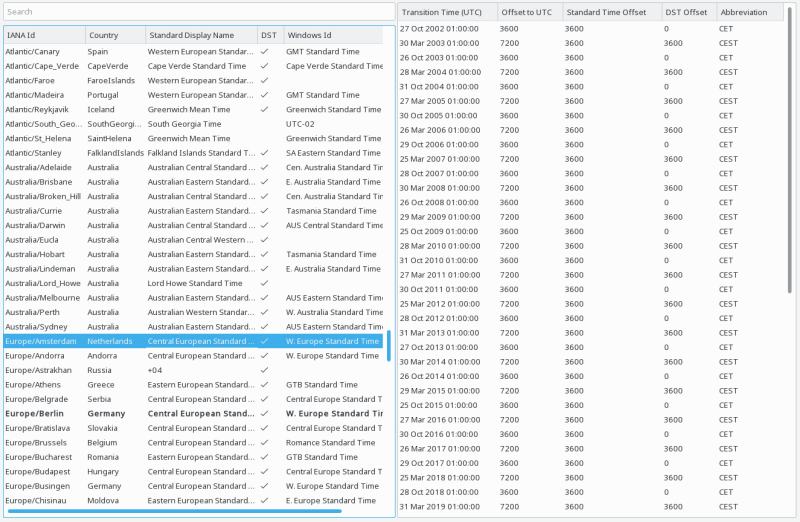 Search
IANA Id Country Standard Display Name DST Windows Id
Atlantic/Canary Spain Western European Standar... ✓ GMT Standard Time
Atlantic/Cape_Verde CapeVerde Cape Verde Standard Time ✓ Cape Verde Standard Time
Atlantic/Faroe FaroeIslands Western European Standar... ✓
Atlantic/Madeira Portugal Western European Standar... ✓ GMT Standard Time
Atlantic/Reykjavik Iceland Greenwich Mean Time ✓ Greenwich Standard Time
Atlantic/South_Geo... SouthGeorgi... South Georgia Time UTC-02
Atlantic/St_Helena SaintHelena Greenwich Mean Time Greenwich Standard Time
Atlantic/Stanley FalklandIslands Falkland Islands Standard T... ✓ SA Eastern Standard Time
Australia/Adelaide Australia Australian Central Standard ... ✓ Cen. Australia Standard Tim
Australia/Brisbane Australia Australian Eastern Standard... ✓ E. Australia Standard Time
Australia/Broken_Hill Australia Australian Central Standard ... ✓ Cen. Australia Standard Tim
Australia/Currie Australia Australian Eastern Standard... ✓ Tasmania Standard Time
Australia/Darwin Australia Australian Central Standard ... ✓ AUS Central Standard Time
Australia/Eucla Australia Australian Central Western ... ✓
Australia/Hobart Australia Australian Eastern Standard... ✓ Tasmania Standard Time
Australia/Lindeman Australia Australian Eastern Standard... ✓ E. Australia Standard Time
Australia/Lord_Howe Australia Lord Howe Standard Time ✓
Australia/Melbourne Australia Australian Eastern Standard... ✓ AUS Eastern Standard Time
Australia/Perth Australia Australian Western Standar... ✓ W. Australia Standard Time
Australia/Sydney Australia Australian Eastern Standard... ✓ AUS Eastern Standard Time
Europe/Amsterdam Netherlands Central European Standard ... ✓ W. Europe Standard Time
Europe/Andorra Andorra Central European Standard ... ✓ W. Europe Standard Time
Europe/Astrakhan Russia +04 ✓
Europe/Athens Greece Eastern European Standard... ✓ GTB Standard Time
Europe/Belgrade Serbia Central European Standard ... ✓ Central Europe Standard T
Europe/Berlin Germany Central European Stand... ✓ W. Europe Standard Tir
Europe/Bratislava Slovakia Central European Standard ... ✓ Central Europe Standard T
Europe/Brussels Belgium Central European Standard ... ✓ Romance Standard Time
Europe/Bucharest Romania Eastern European Standard... ✓ GTB Standard Time
Europe/Budapest Hungary Central European Standard ... ✓ Central Europe Standard T
Europe/Busingen Germany Central European Standard ... ✓ W. Europe Standard Time
Europe/Chisinau Moldova Eastern European Standard... ✓ E. Europe Standard Time
Transition Time (UTC) Offset to UTC Standard Time Offset DST Offset Abbreviation
27 Oct 2002 01:00:00 3600 3600 0 CET
30 Mar 2003 01:00:00 7200 3600 3600 CEST
26 Oct 2003 01:00:00 3600 3600 0 CET
28 Mar 2004 01:00:00 7200 3600 3600 CEST
31 Oct 2004 01:00:00 3600 3600 0 CET
27 Mar 2005 01:00:00 7200 3600 3600 CEST
30 Oct 2005 01:00:00 3600 3600 0 CET
26 Mar 2006 01:00:00 7200 3600 3600 CEST
29 Oct 2006 01:00:00 3600 3600 0 CET
25 Mar 2007 01:00:00 7200 3600 3600 CEST
28 Oct 2007 01:00:00 3600 3600 0 CET
30 Mar 2008 01:00:00 7200 3600 3600 CEST
26 Oct 2008 01:00:00 3600 3600 0 CET
29 Mar 2009 01:00:00 7200 3600 3600 CEST
25 Oct 2009 01:00:00 3600 3600 0 CET
28 Mar 2010 01:00:00 7200 3600 3600 CEST
31 Oct 2010 01:00:00 3600 3600 0 CET
27 Mar 2011 01:00:00 7200 3600 3600 CEST
30 Oct 2011 01:00:00 3600 3600 0 CET
25 Mar 2012 01:00:00 7200 3600 3600 CEST
28 Oct 2012 01:00:00 3600 3600 0 CET
31 Mar 2013 01:00:00 7200 3600 3600 CEST
27 Oct 2013 01:00:00 3600 3600 0 CET
30 Mar 2014 01:00:00 7200 3600 3600 CEST
26 Oct 2014 01:00:00 3600 3600 0 CET
29 Mar 2015 01:00:00 7200 3600 3600 CEST
25 Oct 2015 01:00:00 3600 3600 0 CET
27 Mar 2016 01:00:00 7200 3600 3600 CEST
30 Oct 2016 01:00:00 3600 3600 0 CET
26 Mar 2017 01:00:00 7200 3600 3600 CEST
29 Oct 2017 01:00:00 3600 3600 0 CET
25 Mar 2018 01:00:00 7200 3600 3600 CEST
28 Oct 2018 01:00:00 3600 3600 0 CET
31 Mar 2019 01:00:00 7200 3600 3600 CEST